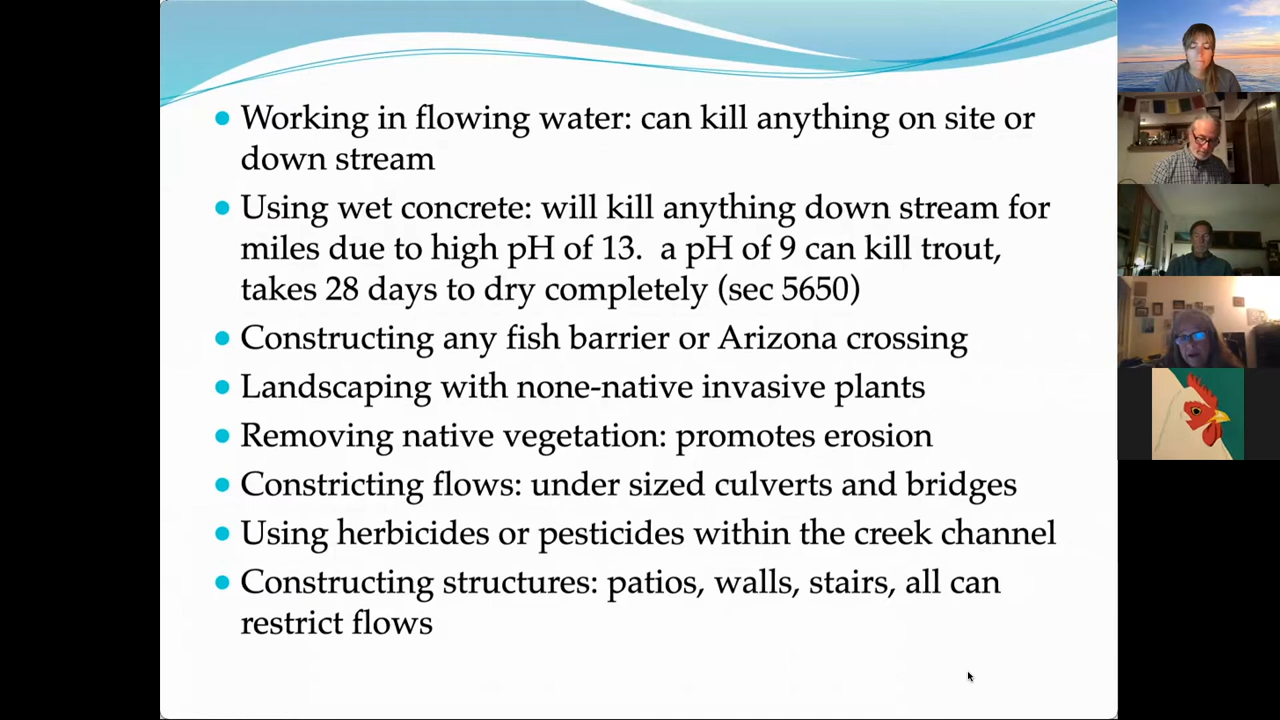 Working in flowing water: can kill anything on site or
down stream
Using wet concrete: will kill anything down stream for
miles due to high pH of 13.  a pH of 9 can kill trout,
takes 28 days to dry completely (sec 5650)
Constructing any fish barrier or Arizona crossing
Landscaping with none-native invasive plants
Removing native vegetation: promotes erosion
Constricting flows: under sized culverts and bridges
Using herbicides or pesticides within the creek channel
Constructing structures: patios, walls, stairs, all can
restrict flows